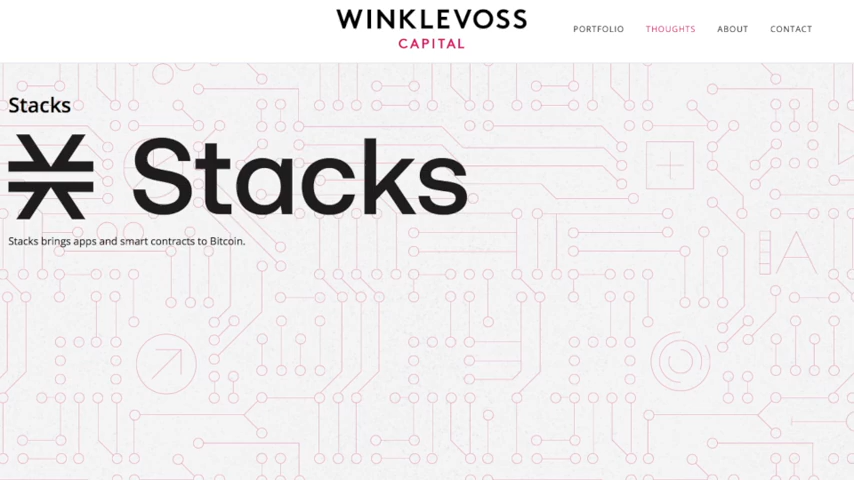 WINKLEVOSS
CAPITAL
PORTFOLIO THOUGHTS ABOUT CONTACT
Stacks
Stacks
Stacks brings apps and smart contracts to Bitcoin.
A